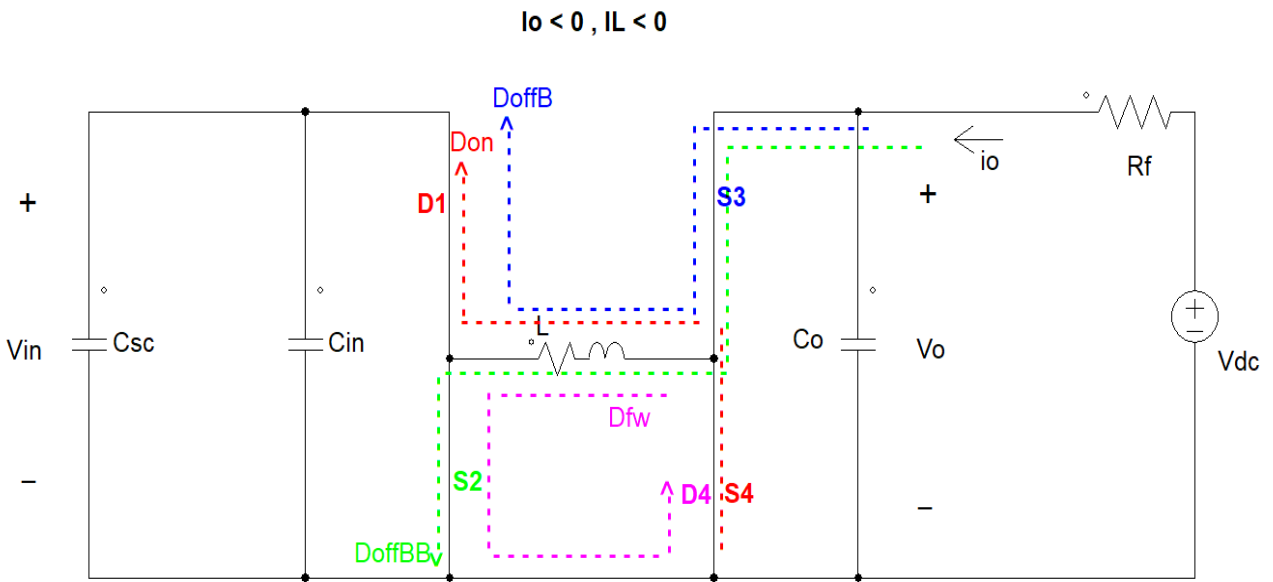 Io < 0 , IL < 0
DoffB
Don
D1
S3
io
Rf
+
+
Vin
Csc
Cin
L
Co
Vo
+
−
Vdc
Dfw
S2
D4
S4
−
−
DoffBB